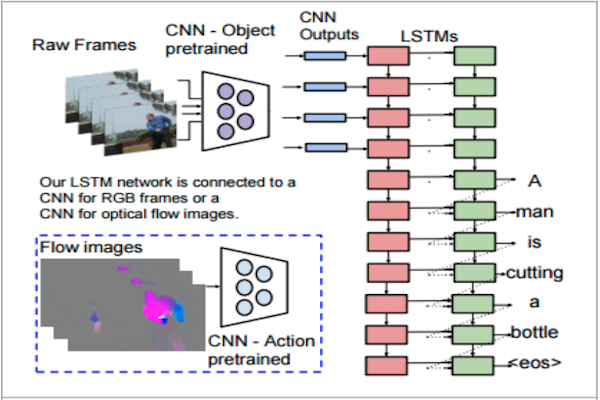 Raw Frames
CNN - Object
pretrained
CNN
Outputs
LSTMs
Our LSTM network is connected to a
CNN for RGB frames or a
CNN for optical flow images.
Flow images
CNN - Action
pretrained
A
man
is
cutting
a
bottle
<eos>